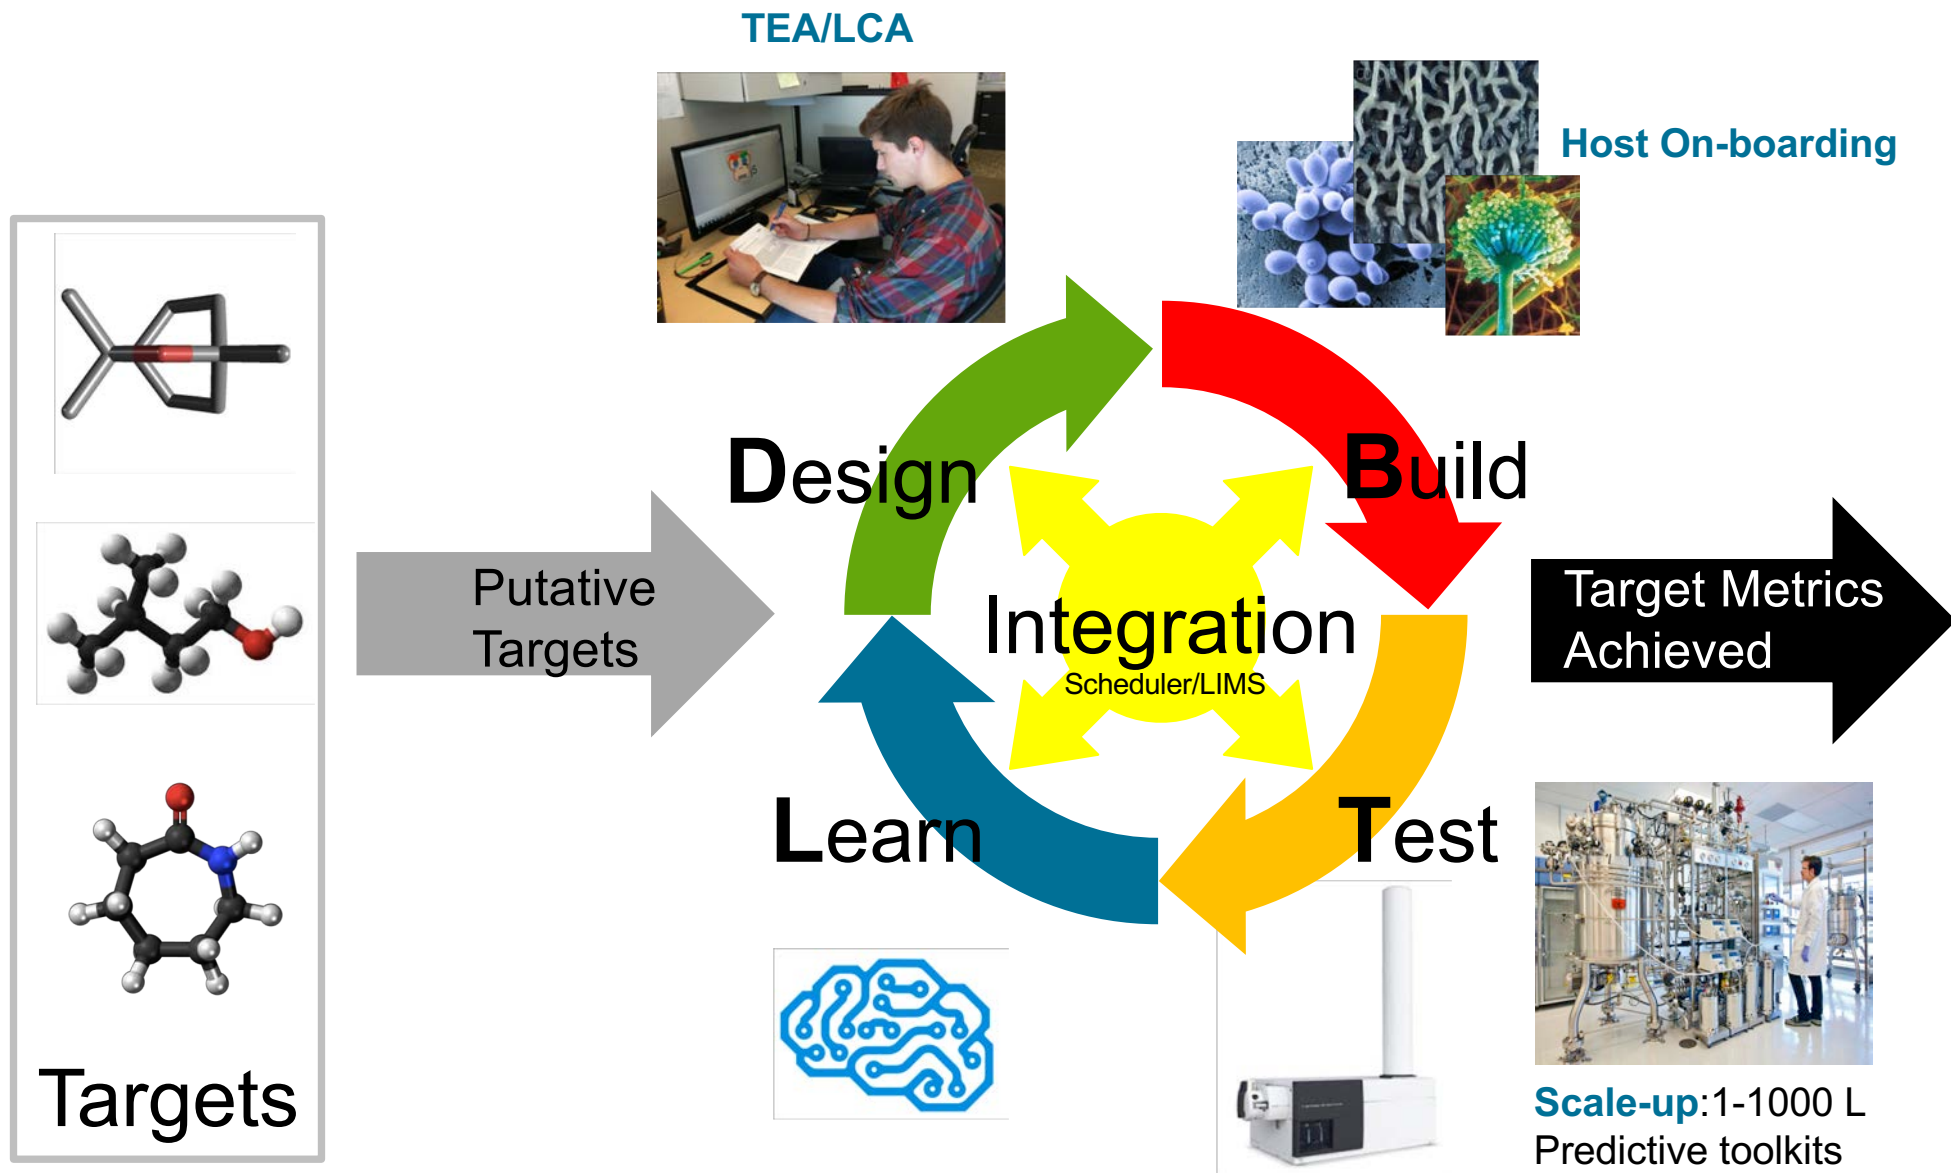 TEA/LCA
Host On-boarding
Design
Build
Putative
Targets
Integration
Scheduler/LIMS
Target Metrics
Achieved
Learn
Test
Targets
Scale-up:1-1000 L
Predictive toolkits